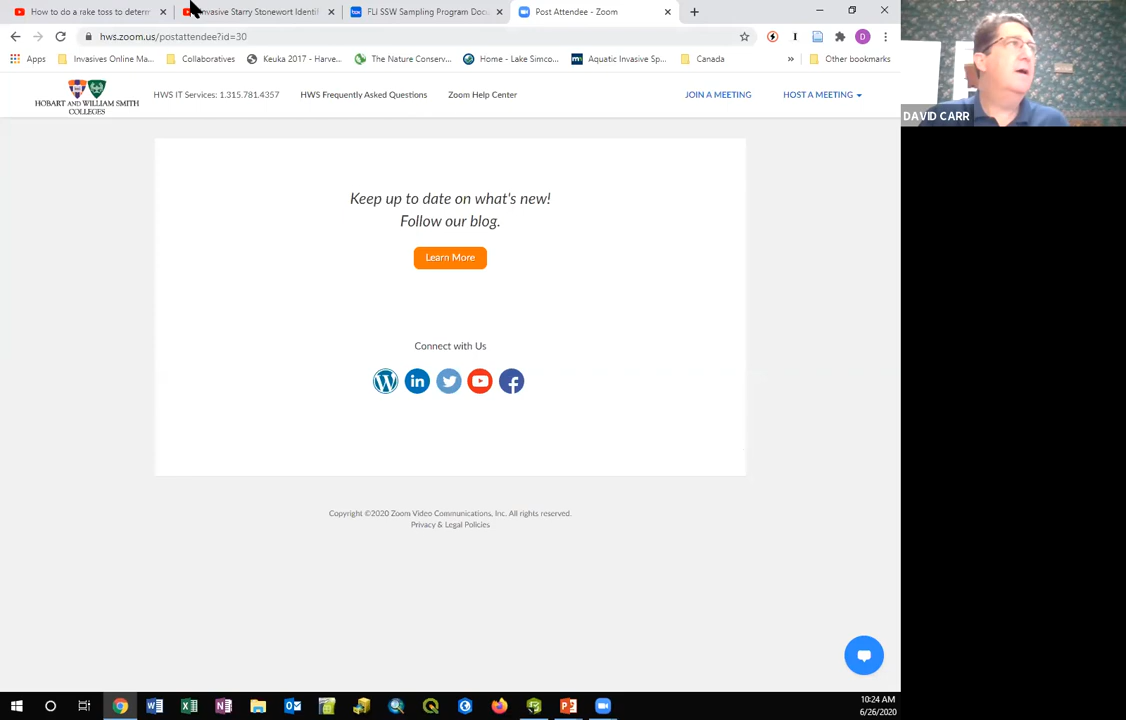 How to do a rake toss to determ
nvasive Starry Stonewort Identif
FLI SSW Sampling Program Docu
Post Attendee - Zoom
hws.zoom.us/postattendee?id=30
Apps
Invasives Online Ma...
Collaboratives
Keuka 2017 - Harve...
The Nature Conserv...
Home - Lake Simco...
Aquatic Invasive Sp...
Canada
»
Other bookmarks
HOBART AND WILLIAM SMITH
COLLEGES
HWS IT Services: 1.315.781.4357
HWS Frequently Asked Questions
Zoom Help Center
JOIN A MEETING
HOST A MEETING
DAVID CARR
Keep up to date on what's new!
Follow our blog.
Learn More
Connect with Us
Copyright ©2020 Zoom Video Communications, Inc. All rights reserved.
Privacy & Legal Policies
10:24 AM
6/26/2020